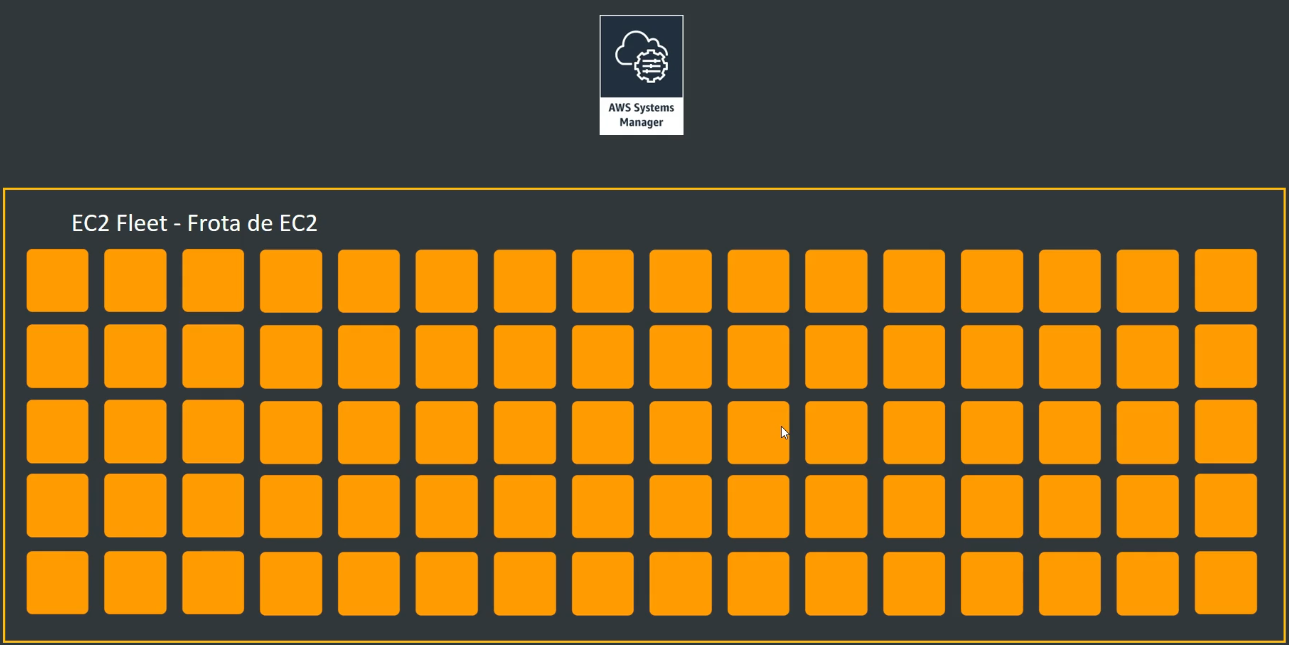 AWS Systems
Manager
EC2 Fleet - Frota de EC2